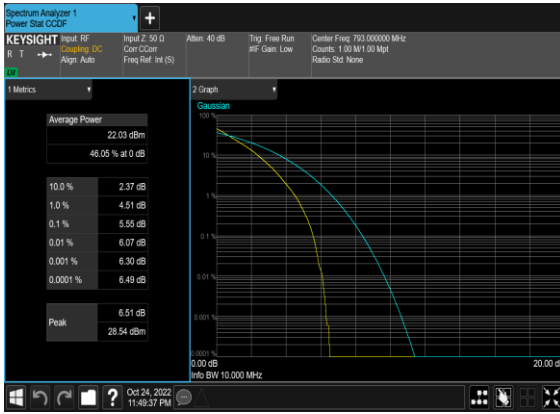 Spectrum Analyzer 1
Power Stat CCDF
KEYSIGHT
R T
LV
Input: RF
Coupling: DC
Align: Auto
Input Z: 50 Ω
Corr CCorr
Freq Ref: Int (S)
Atten: 40 dB
Trig: Free Run
#IF Gain: Low
Center Freq: 793.000000 MHz
Counts: 1.00 M/1.00 Mpt
Radio Std: None
1 Metrics
Average Power
22.03 dBm
46.05 % at 0 dB
10.0 % 2.37 dB
1.0 % 4.51 dB
0.1 % 5.55 dB
0.01 % 6.07 dB
0.001 % 6.30 dB
0.0001 % 6.49 dB
Peak
6.51 dB
28.54 dBm
2 Graph
Gaussian
100 %
10 %
1 %
0.1 %
0.01 %
0.001 %
0.0001 %
0.00 dB
20.00 d
Info BW 10.000 MHz
Oct 24, 2022
11:49:37 PM